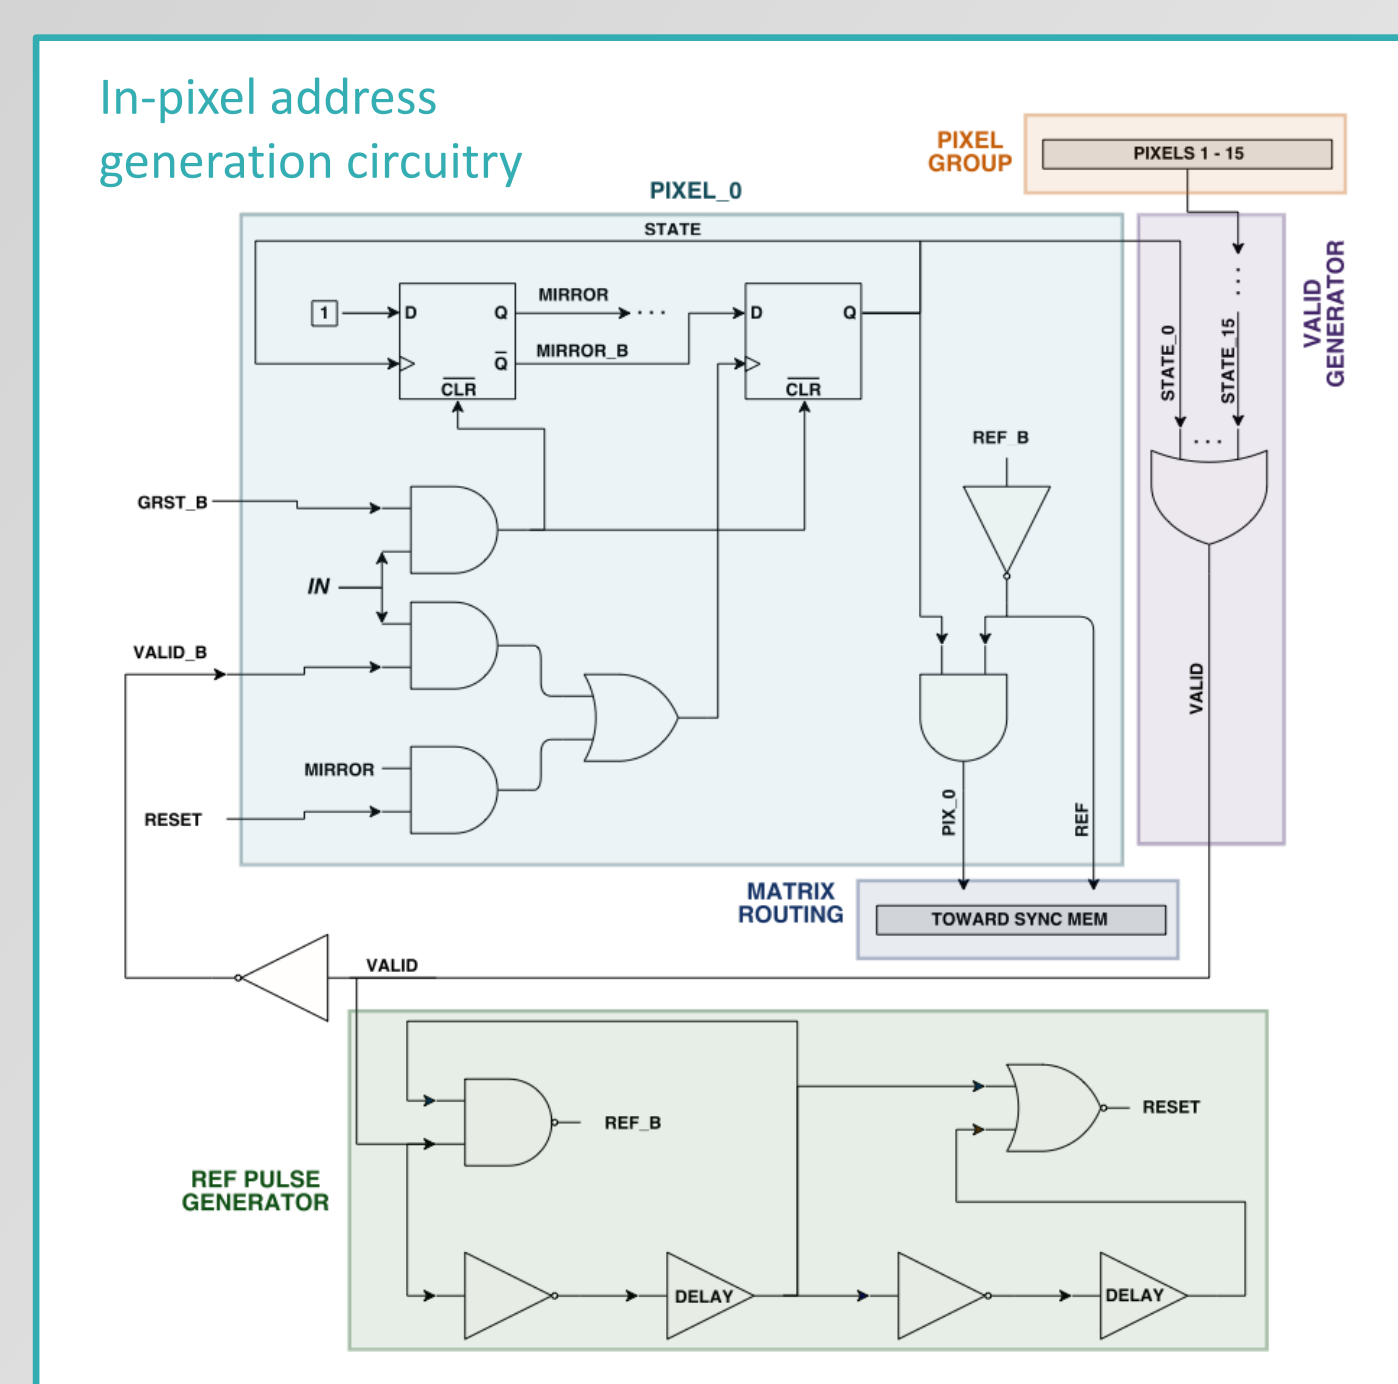 In-pixel address
generation circuitry
PIXEL
GROUP
PIXELS 1 - 15
PIXEL_0
STATE
VALID
GENERATOR
1
D
Q
MIRROR
...
Q̅
MIRROR_B
C̅L̅R̅
D
Q
C̅L̅R̅
STATE_0
STATE_15
...
...
REF_B
GRST_B
IN
VALID_B
MIRROR
RESET
PIX_0
REF
VALID
MATRIX
ROUTING
TOWARD SYNC MEM
VALID
REF_B
RESET
REF PULSE
GENERATOR
DELAY
DELAY